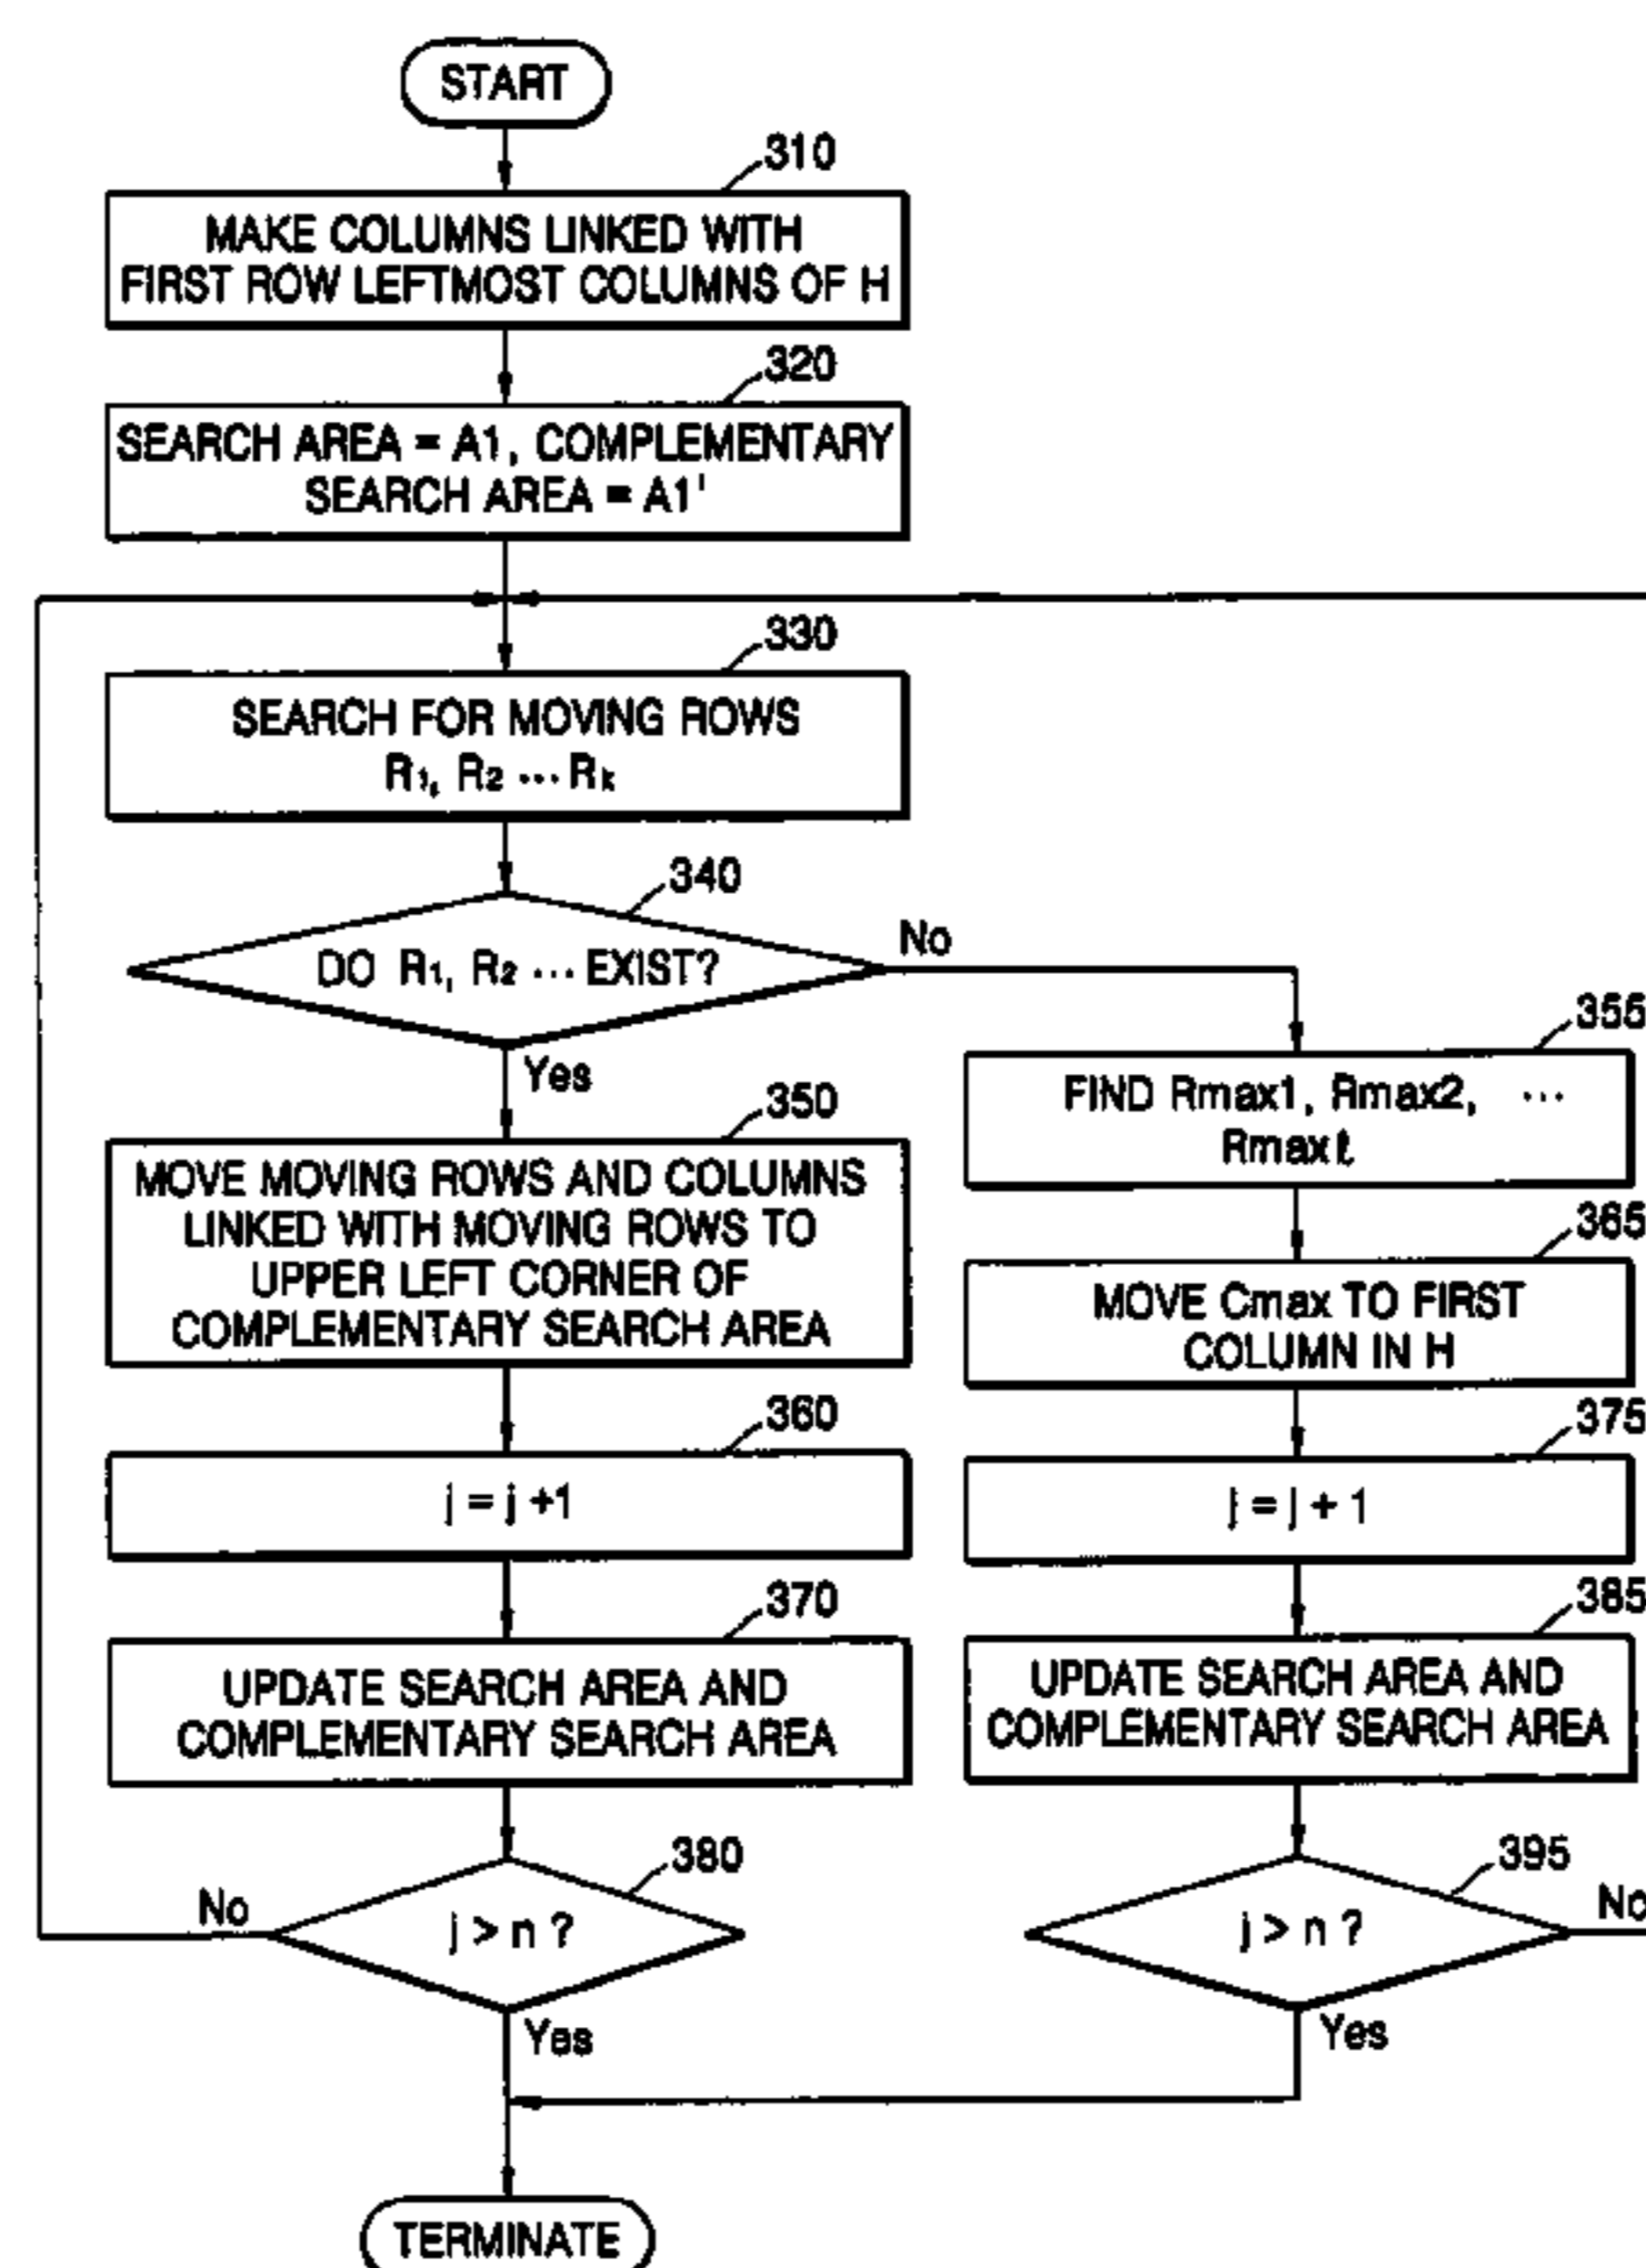 START
310
MAKE COLUMNS LINKED WITH
FIRST ROW LEFTMOST COLUMNS OF H
320
SEARCH AREA = A1, COMPLEMENTARY
SEARCH AREA = A1'
330
SEARCH FOR MOVING ROWS
R1, R2 ··· Rk
340
DO R1, R2 ··· EXIST?
No
Yes
350
MOVE MOVING ROWS AND COLUMNS
LINKED WITH MOVING ROWS TO
UPPER LEFT CORNER OF
COMPLEMENTARY SEARCH AREA
360
j = j +1
370
UPDATE SEARCH AREA AND
COMPLEMENTARY SEARCH AREA
380
j > n ?
No
Yes
355
FIND Rmax1, Rmax2, ···
Rmaxℓ
365
MOVE Cmax TO FIRST
COLUMN IN H
375
j = j + 1
385
UPDATE SEARCH AREA AND
COMPLEMENTARY SEARCH AREA
395
j > n ?
No
Yes
TERMINATE